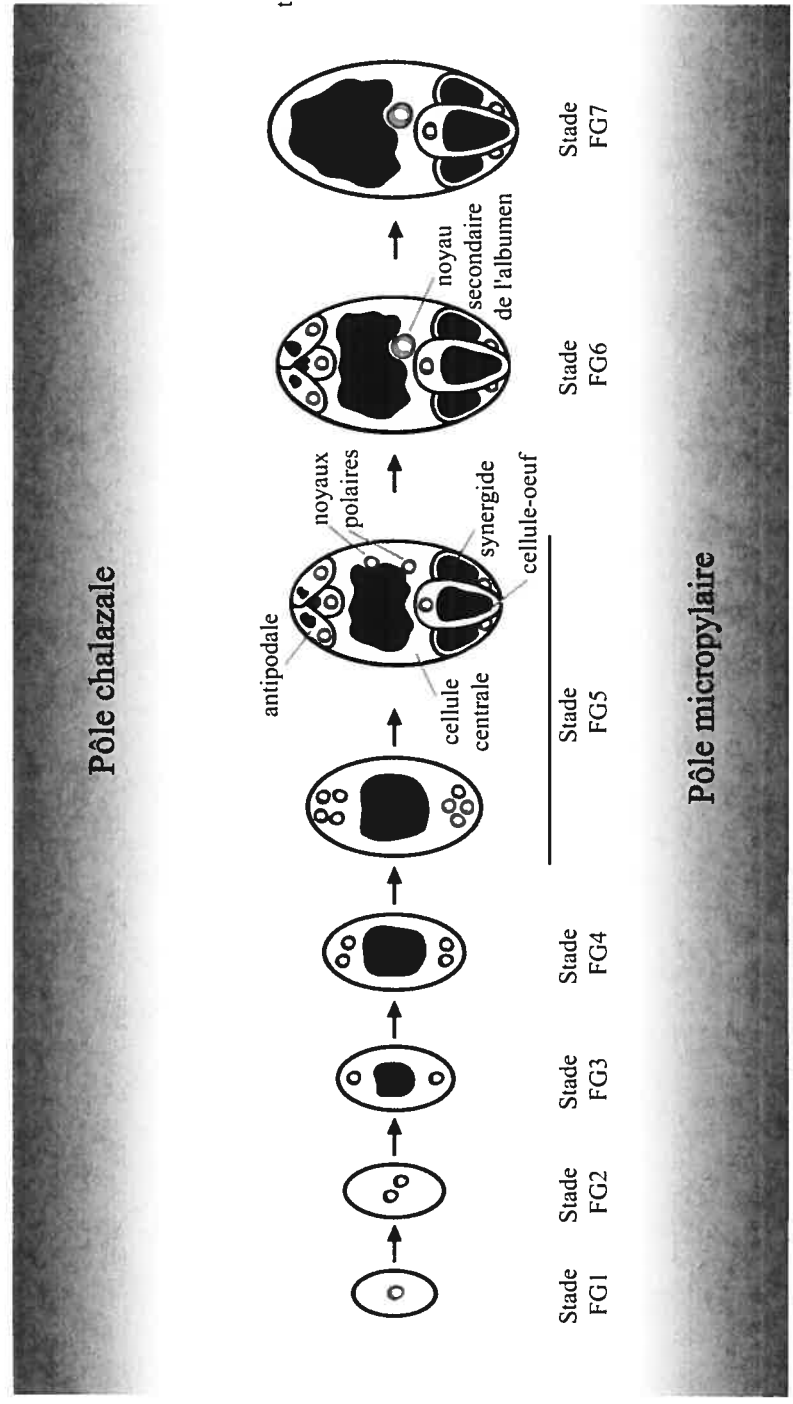 Pôle chalazale
antipodale
noyaux
polaires
cellule
centrale
synergide
cellule-oeuf
noyau
secondaire
de l'albumen
Stade
FG1
Stade
FG2
Stade
FG3
Stade
FG4
Stade
FG5
Stade
FG6
Stade
FG7
Pôle micropylaire
t